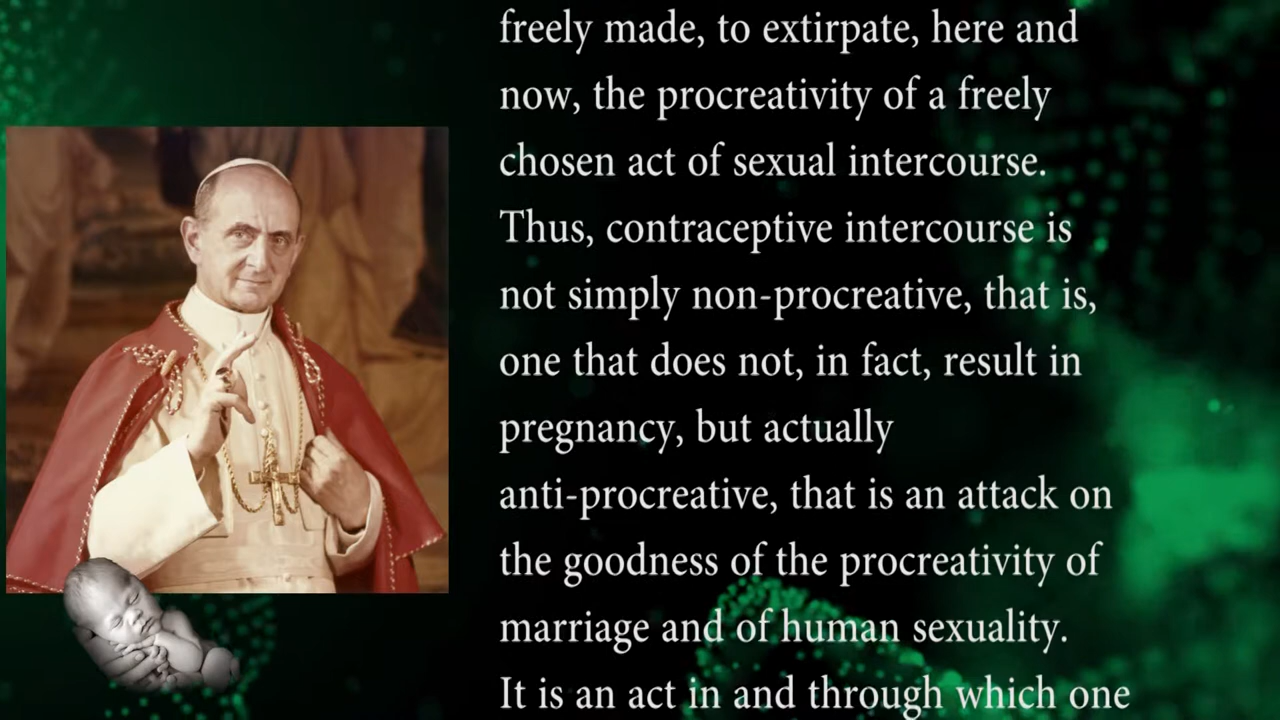 freely made, to extirpate, here and
now, the procreativity of a freely
chosen act of sexual intercourse.
Thus, contraceptive intercourse is
not simply non-procreative, that is,
one that does not, in fact, result in
pregnancy, but actually
anti-procreative, that is an attack on
the goodness of the procreativity of
marriage and of human sexuality.
It is an act in and through which one